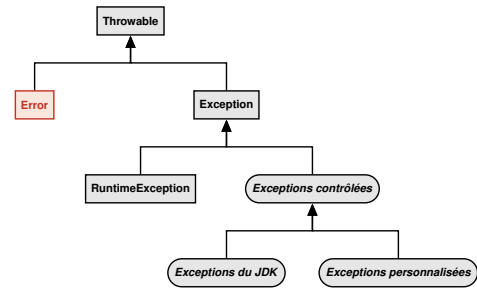 Throwable
Error
Exception
RuntimeException
Exceptions contrôlées
Exceptions du JDK
Exceptions personnalisées